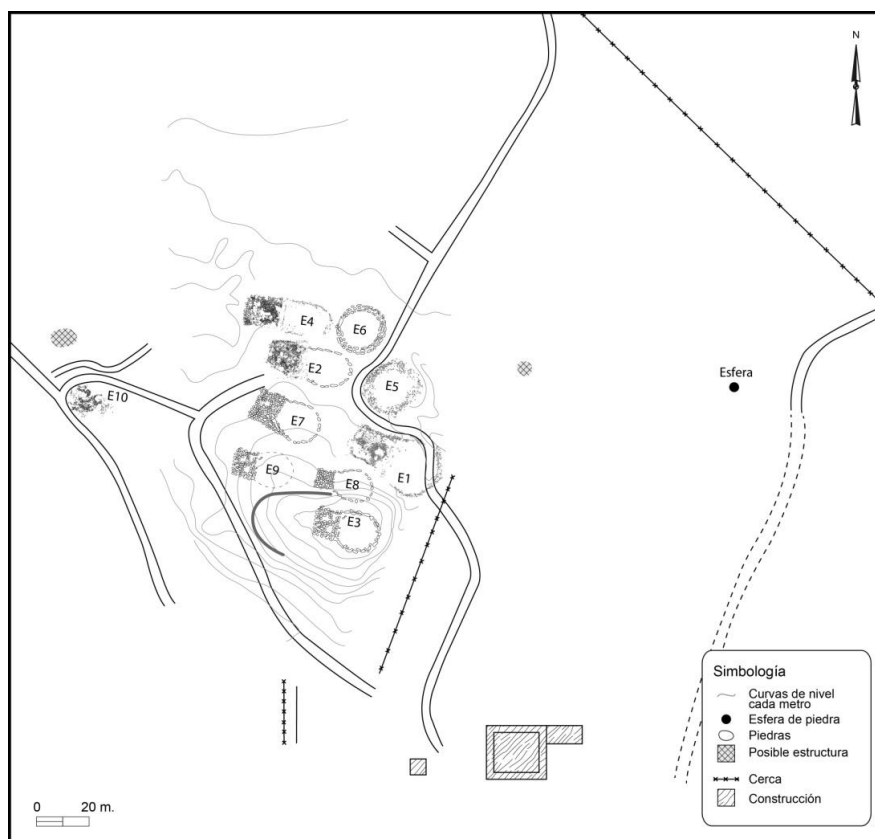 N
E4
E6
E2
Esfera
E5
E10
E7
E9
E1
E8
E3
Simbología
Curvas de nivel
cada metro
Esfera de piedra
Piedras
Posible estructura
Cerca
Construcción
0 20 m.